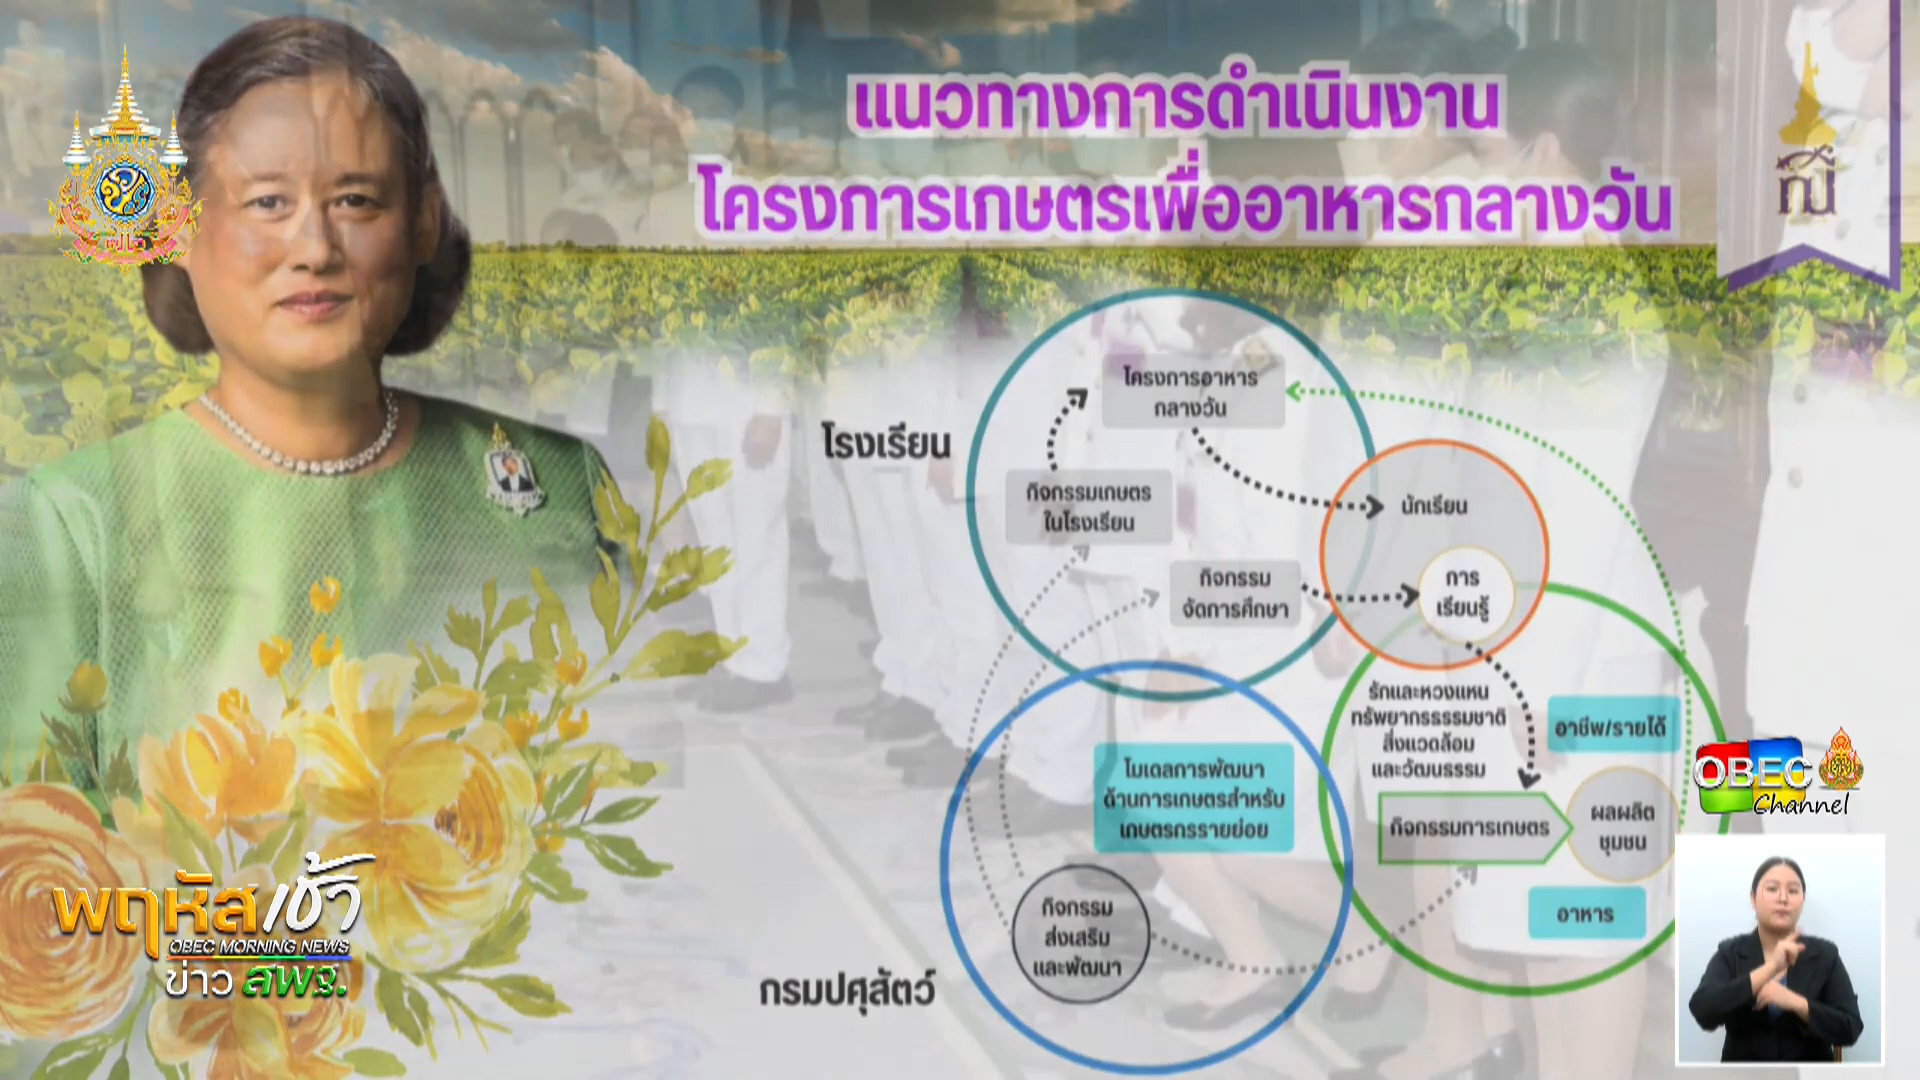 แนวทางการดำเนินงาน
โครงการเกษตรเพื่ออาหารกลางวัน
๗๒
โรงเรียน
โครงการอาหาร
กลางวัน
กิจกรรมเกษตร
ในโรงเรียน
นักเรียน
กิจกรรม
จัดการศึกษา
การ
เรียนรู้
รักและหวงแหน
ทรัพยากรธรรมชาติ
สิ่งแวดล้อม
และวัฒนธรรม
อาชีพ/รายได้
โมเดลการพัฒนา
ด้านการเกษตรสำหรับ
เกษตรกรรายย่อย
กิจกรรมการเกษตร
ผลผลิต
ชุมชน
อาหาร
กิจกรรม
ส่งเสริม
และพัฒนา
กรมปศุสัตว์
OBEC
Channel
พฤหัสเช้า
OBEC MORNING NEWS
ข่าว สพฐ.